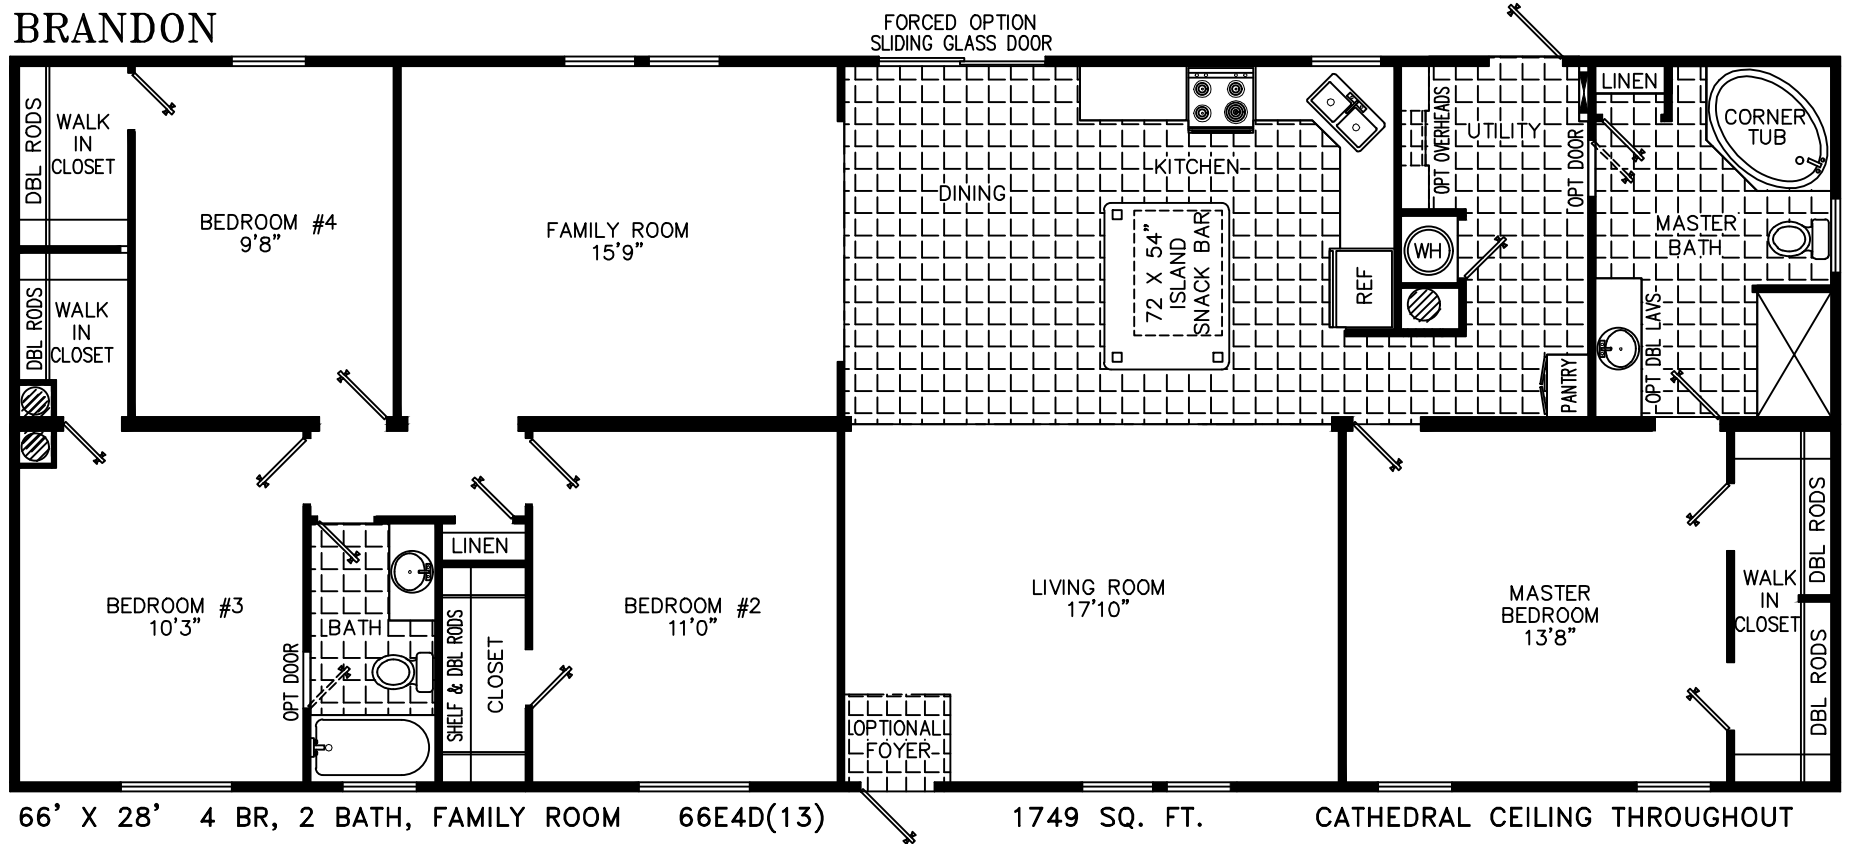 BRANDON
FORCED OPTION
SLIDING GLASS DOOR
DBL RODS
WALK
IN
CLOSET
BEDROOM #4
9'8"
FAMILY ROOM
15'9"
DINING
KITCHEN
72 X 54"
ISLAND
SNACK BAR
REF
OPT OVERHEADS
UTILITY
WH
OPT DOOR
LINEN
CORNER
TUB
MASTER
BATH
OPT DBL LAVS
PANTRY
DBL RODS
WALK
IN
CLOSET
BEDROOM #3
10'3"
OPT DOOR
BATH
LINEN
SHELF & DBL RODS
CLOSET
BEDROOM #2
11'0"
LIVING ROOM
17'10"
OPTIONAL
FOYER
MASTER
BEDROOM
13'8"
WALK
IN
CLOSET
DBL RODS
DBL RODS
66' X 28' 4 BR, 2 BATH, FAMILY ROOM 66E4D(13) 1749 SQ. FT. CATHEDRAL CEILING THROUGHOUT